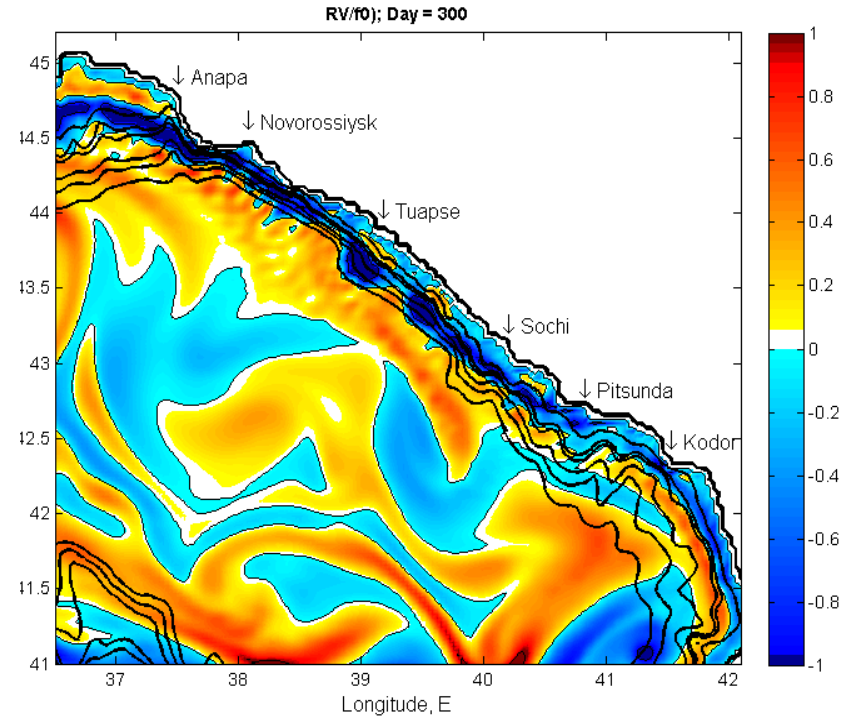 RV/f0); Day = 300
45
↓ Anapa
↓ Novorossiysk
14.5
↓ Tuapse
44
13.5
↓ Sochi
43
↓ Pitsunda
12.5
↓ Kodor
42
11.5
41
37 38 39 40 41 42
Longitude, E
1
0.8
0.6
0.4
0.2
0
-0.2
-0.4
-0.6
-0.8
-1